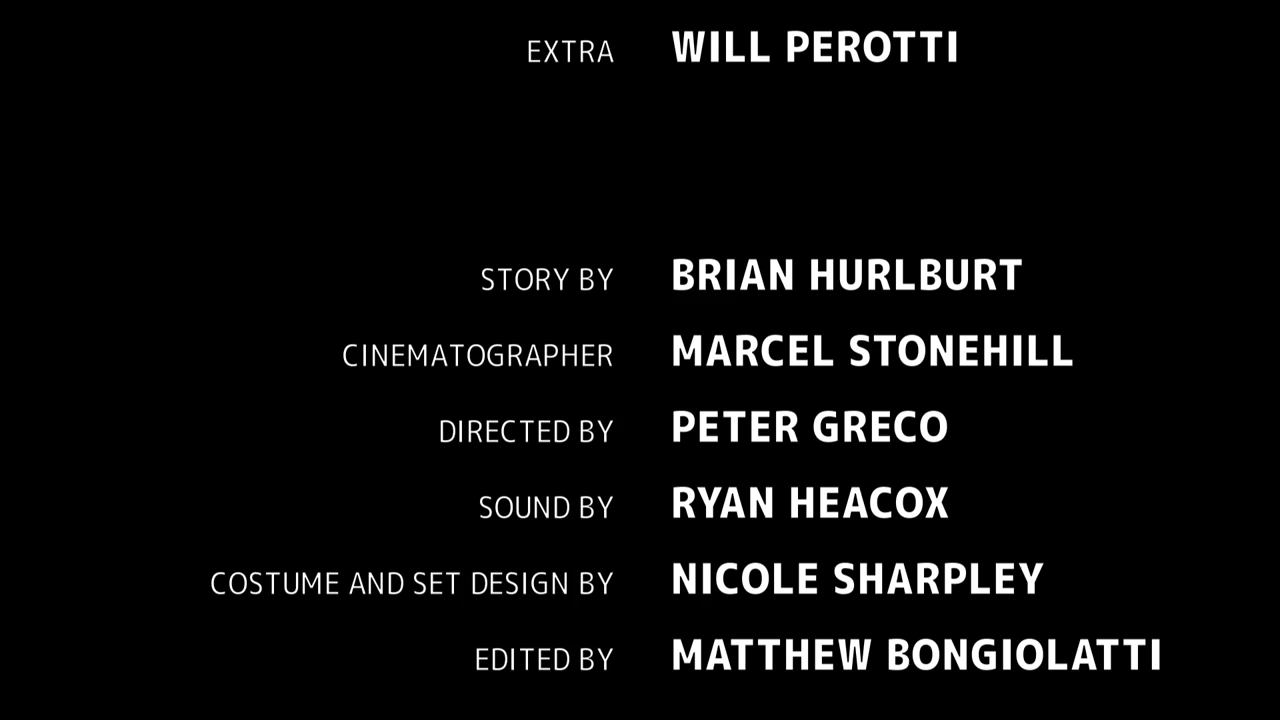 EXTRA WILL PEROTTI
STORY BY BRIAN HURLBURT
CINEMATOGRAPHER MARCEL STONEHILL
DIRECTED BY PETER GRECO
SOUND BY RYAN HEACOX
COSTUME AND SET DESIGN BY NICOLE SHARPLEY
EDITED BY MATTHEW BONGIOLATTI